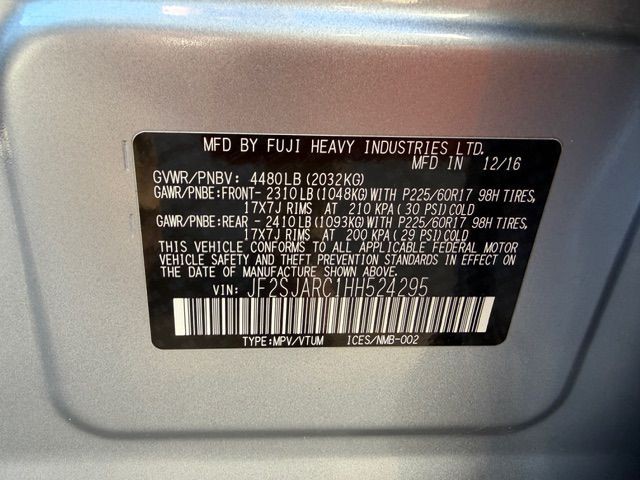 MFD BY FUJI HEAVY INDUSTRIES LTD.
MFD IN 12/16
GVWR/PNBV: 4480LB(2032KG)
GAWR/PNBE:FRONT- 2310LB(1048KG)WITH P225/60R17 98H TIRES,
17X7J RIMS AT 210 KPA(30 PSI)COLD
GAWR/PNBE:REAR - 2410LB(1093KG)WITH P225/60R17 98H TIRES,
17X7J RIMS AT 200 KPA(29 PSI)COLD
THIS VEHICLE CONFORMS TO ALL APPLICABLE FEDERAL MOTOR
VEHICLE SAFETY AND THEFT PREVENTION STANDARDS IN EFFECT
ON THE DATE OF MANUFACTURE SHOWN ABOVE.
VIN: JF2SJARC1HH524295
TYPE:MPV/VTUM ICES/NMB-002